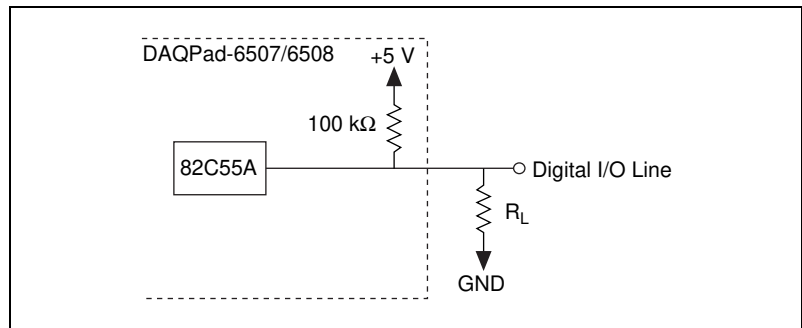 DAQPad-6507/6508
+5 V
100 kΩ
82C55A
Digital I/O Line
RL
GND